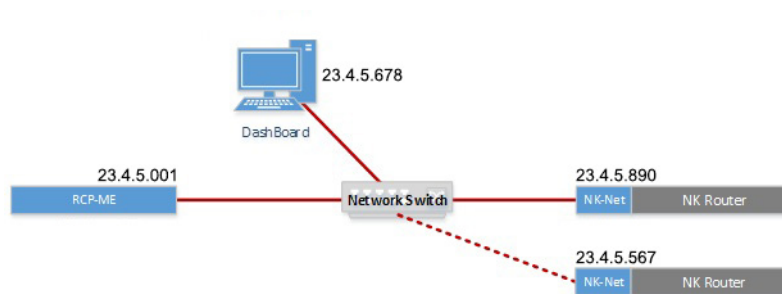 23.4.5.678
DashBoard
23.4.5.001
RCP-ME
Network Switch
23.4.5.890
NK-Net NK Router
23.4.5.567
NK-Net NK Router